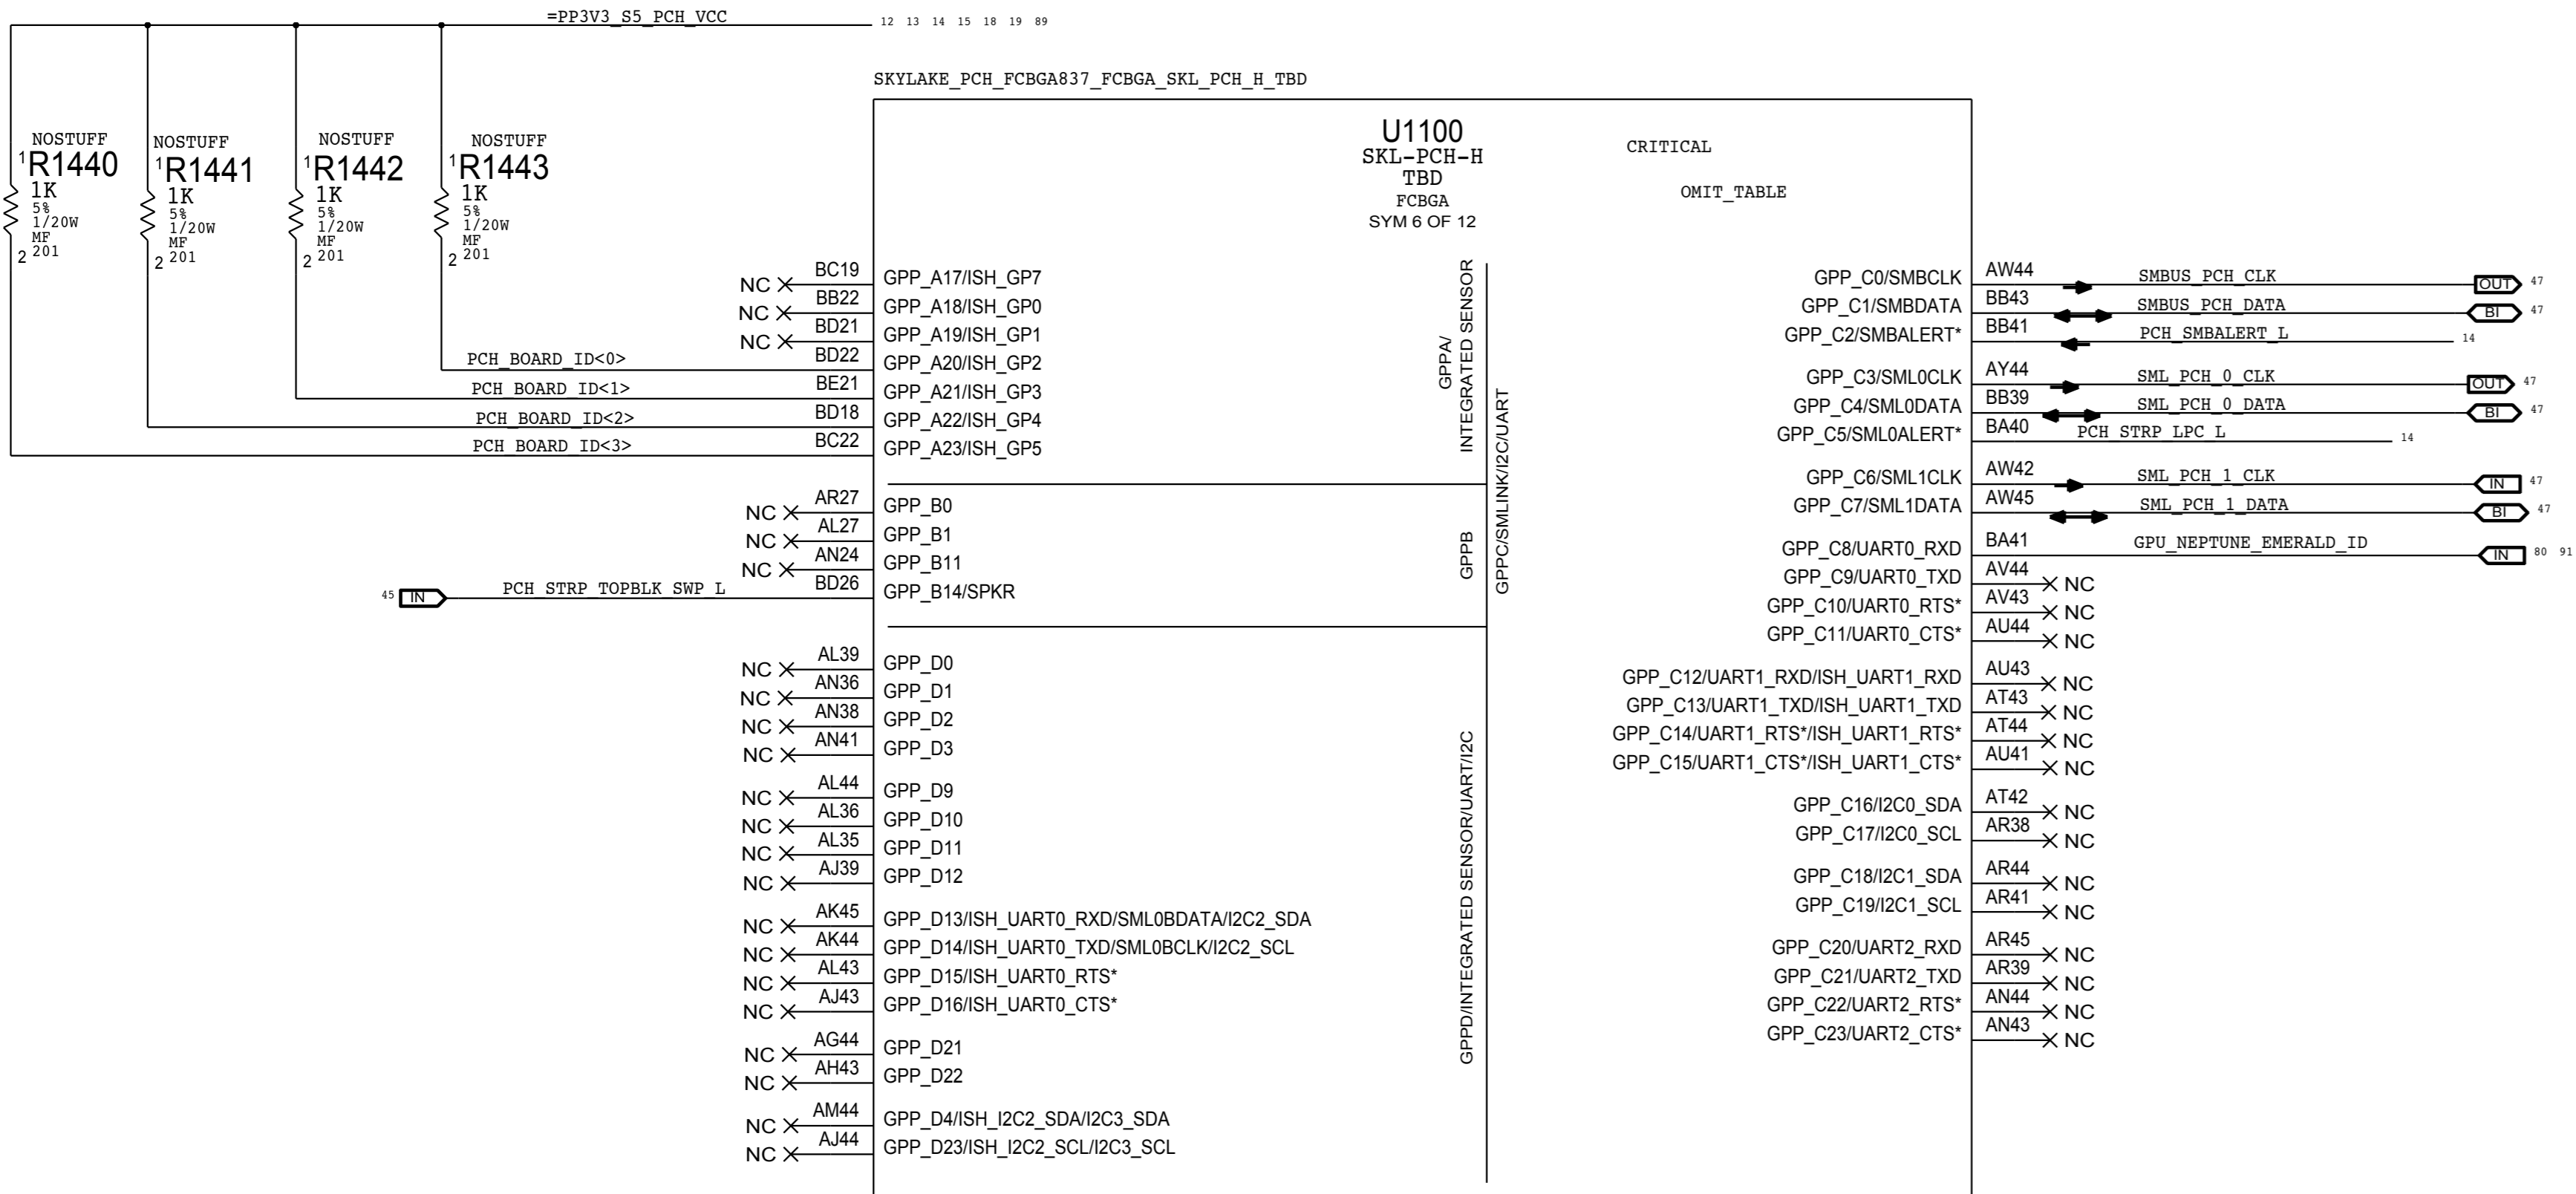 =PP3V3_S5_PCH_VCC 12 13 14 15 18 19 89
SKYLAKE_PCH_FCBGA837_FCBGA_SKL_PCH_H_TBD
NOSTUFF
1 R1440
1K
5%
1/20W
MF
2 201
NOSTUFF
1 R1441
1K
5%
1/20W
MF
2 201
NOSTUFF
1 R1442
1K
5%
1/20W
MF
2 201
NOSTUFF
1 R1443
1K
5%
1/20W
MF
2 201
U1100
SKL-PCH-H
TBD
FCBGA
SYM 6 OF 12
CRITICAL
OMIT_TABLE
NC BC19 GPP_A17/ISH_GP7
NC BB22 GPP_A18/ISH_GP0
NC BD21 GPP_A19/ISH_GP1
PCH_BOARD_ID<0> BD22 GPP_A20/ISH_GP2
PCH_BOARD_ID<1> BE21 GPP_A21/ISH_GP3
PCH_BOARD_ID<2> BD18 GPP_A22/ISH_GP4
PCH_BOARD_ID<3> BC22 GPP_A23/ISH_GP5
GPPA/
INTEGRATED SENSOR
NC AR27 GPP_B0
NC AL27 GPP_B1
NC AN24 GPP_B11
45 IN PCH_STRP_TOPBLK_SWP_L BD26 GPP_B14/SPKR
GPPB
NC AL39 GPP_D0
NC AN36 GPP_D1
NC AN38 GPP_D2
NC AN41 GPP_D3
NC AL44 GPP_D9
NC AL36 GPP_D10
NC AL35 GPP_D11
NC AJ39 GPP_D12
NC AK45 GPP_D13/ISH_UART0_RXD/SML0BDATA/I2C2_SDA
NC AK44 GPP_D14/ISH_UART0_TXD/SML0BCLK/I2C2_SCL
NC AL43 GPP_D15/ISH_UART0_RTS*
NC AJ43 GPP_D16/ISH_UART0_CTS*
NC AG44 GPP_D21
NC AH43 GPP_D22
NC AM44 GPP_D4/ISH_I2C2_SDA/I2C3_SDA
NC AJ44 GPP_D23/ISH_I2C2_SCL/I2C3_SCL
GPPD/INTEGRATED SENSOR/UART/I2C
GPPC/SMLINK/I2C/UART
GPP_C0/SMBCLK AW44 SMBUS_PCH_CLK OUT 47
GPP_C1/SMBDATA BB43 SMBUS_PCH_DATA BI 47
GPP_C2/SMBALERT* BB41 PCH_SMBALERT_L 14
GPP_C3/SML0CLK AY44 SML_PCH_0_CLK OUT 47
GPP_C4/SML0DATA BB39 SML_PCH_0_DATA BI 47
GPP_C5/SML0ALERT* BA40 PCH_STRP_LPC_L 14
GPP_C6/SML1CLK AW42 SML_PCH_1_CLK IN 47
GPP_C7/SML1DATA AW45 SML_PCH_1_DATA BI 47
GPP_C8/UART0_RXD BA41 GPU_NEPTUNE_EMERALD_ID IN 80 91
GPP_C9/UART0_TXD AV44 NC
GPP_C10/UART0_RTS* AV43 NC
GPP_C11/UART0_CTS* AU44 NC
GPP_C12/UART1_RXD/ISH_UART1_RXD AU43 NC
GPP_C13/UART1_TXD/ISH_UART1_TXD AT43 NC
GPP_C14/UART1_RTS*/ISH_UART1_RTS* AT44 NC
GPP_C15/UART1_CTS*/ISH_UART1_CTS* AU41 NC
GPP_C16/I2C0_SDA AT42 NC
GPP_C17/I2C0_SCL AR38 NC
GPP_C18/I2C1_SDA AR44 NC
GPP_C19/I2C1_SCL AR41 NC
GPP_C20/UART2_RXD AR45 NC
GPP_C21/UART2_TXD AR39 NC
GPP_C22/UART2_RTS* AN44 NC
GPP_C23/UART2_CTS* AN43 NC